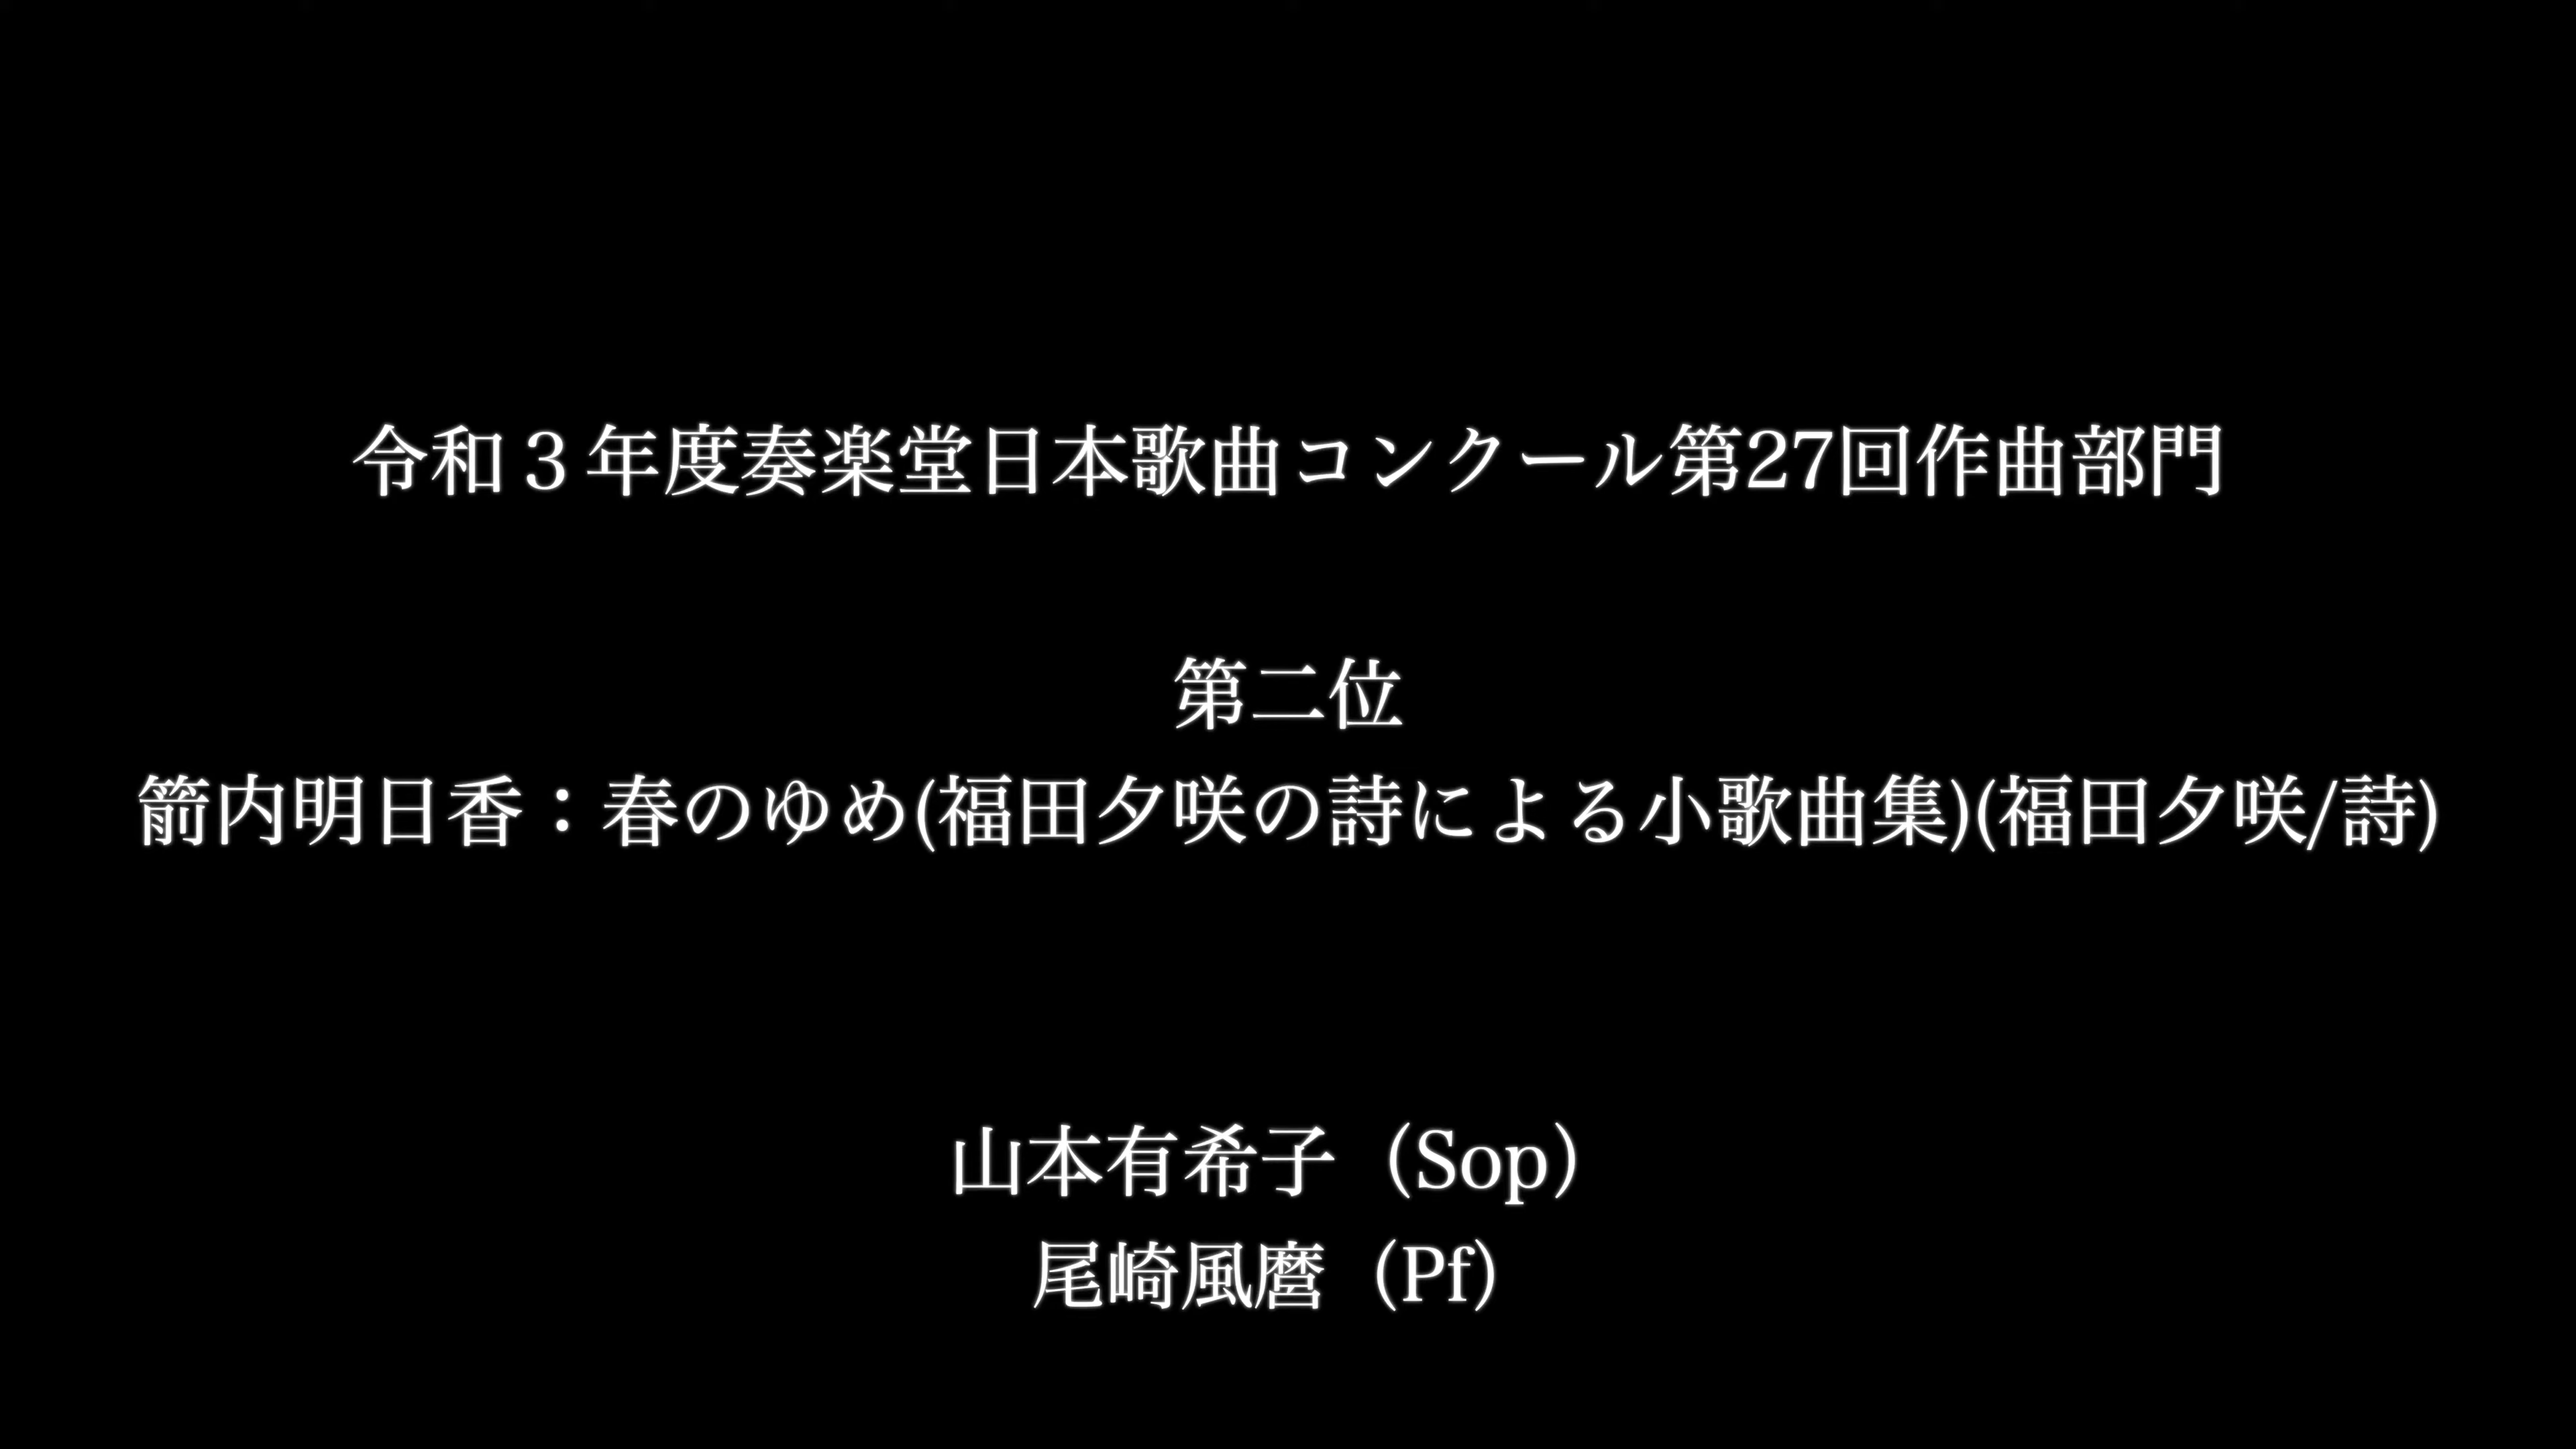 令和３年度奏楽堂日本歌曲コンクール第27回作曲部門
第二位
箭内明日香：春のゆめ(福田夕咲の詩による小歌曲集)(福田夕咲/詩)
山本有希子（Sop）
尾崎風麿（Pf）